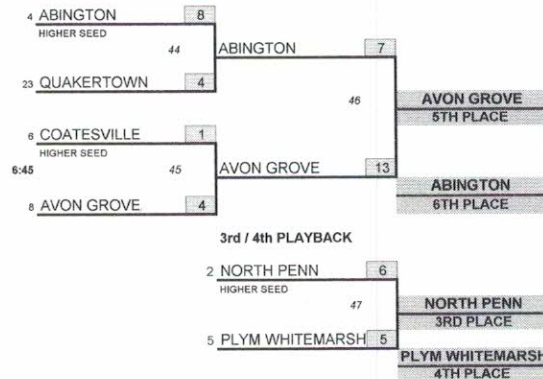 4 ABINGTON 8
HIGHER SEED
44 ABINGTON 7
23 QUAKERTOWN 4
46 AVON GROVE
5TH PLACE
6 COATESVILLE 1
HIGHER SEED
6:45 45 AVON GROVE 13
8 AVON GROVE 4
ABINGTON
6TH PLACE
3rd / 4th PLAYBACK
2 NORTH PENN 6
HIGHER SEED
47 NORTH PENN
3RD PLACE
5 PLYM WHITEMARSH 5
PLYM WHITEMARSH
4TH PLACE